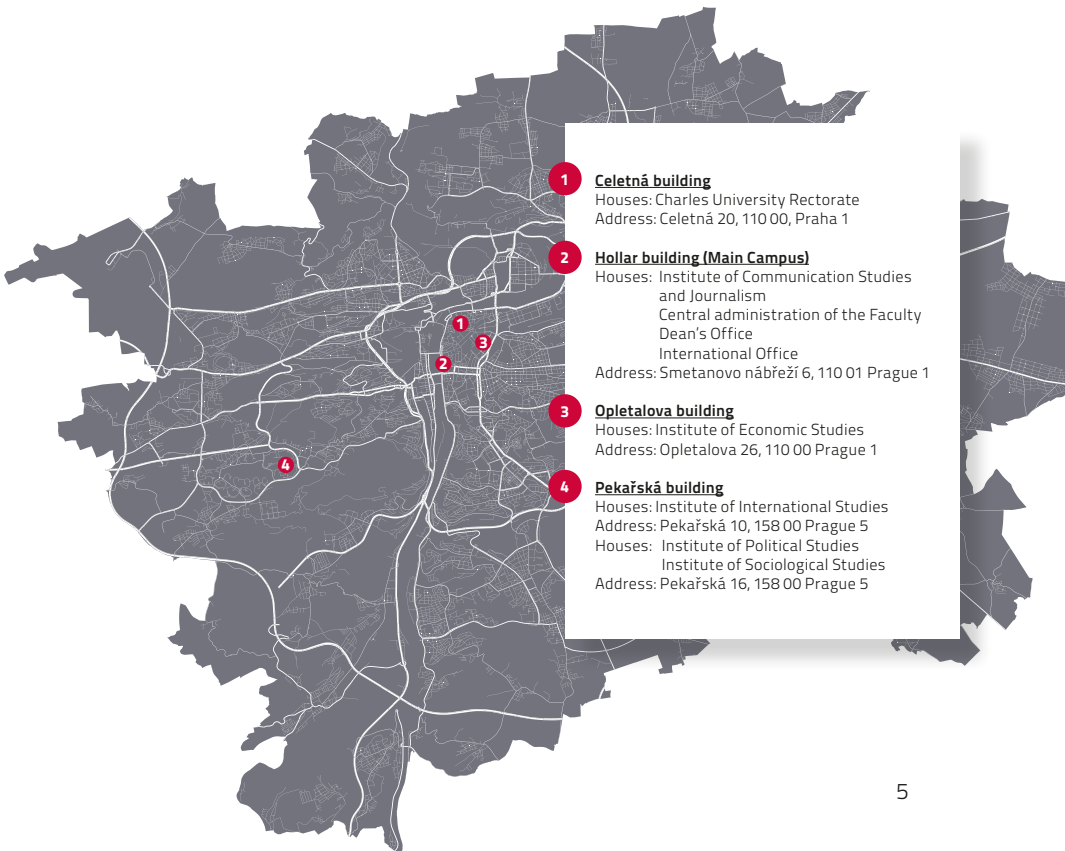 1
Celetná building
Houses: Charles University Rectorate
Address: Celetná 20, 110 00, Praha 1
2
Hollar building (Main Campus)
Houses: Institute of Communication Studies
and Journalism
Central administration of the Faculty
Dean's Office
International Office
Address: Smetanovo nábřeží 6, 110 01 Prague 1
3
Opletalova building
Houses: Institute of Economic Studies
Address: Opletalova 26, 110 00 Prague 1
4
Pekařská building
Houses: Institute of International Studies
Address: Pekařská 10, 158 00 Prague 5
Houses: Institute of Political Studies
Institute of Sociological Studies
Address: Pekařská 16, 158 00 Prague 5
1
3
2
4
5